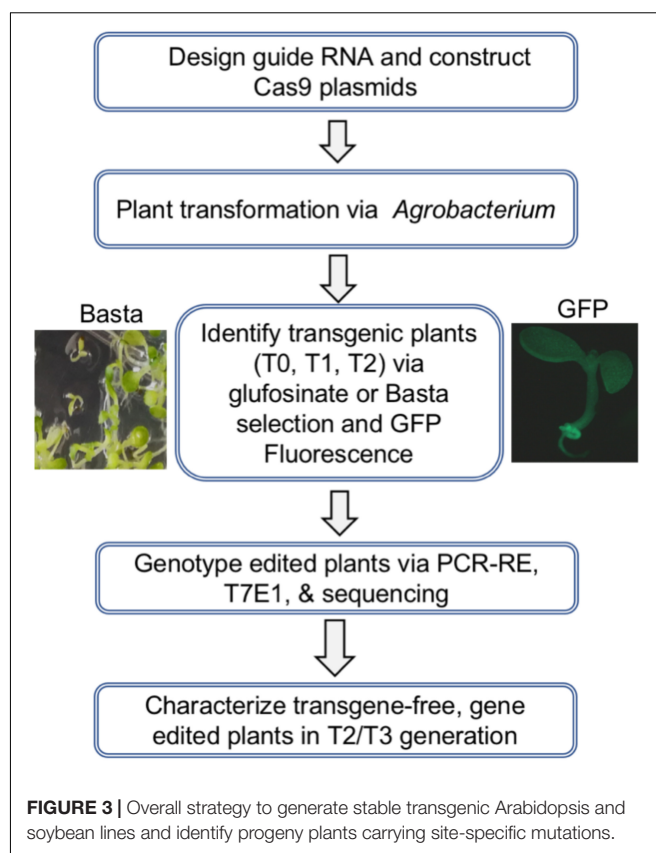 Design guide RNA and construct
Cas9 plasmids
Plant transformation via Agrobacterium
Basta
Identify transgenic plants
(T0, T1, T2) via
glufosinate or Basta
selection and GFP
Fluorescence
GFP
Genotype edited plants via PCR-RE,
T7E1, & sequencing
Characterize transgene-free, gene
edited plants in T2/T3 generation
FIGURE 3 | Overall strategy to generate stable transgenic Arabidopsis and
soybean lines and identify progeny plants carrying site-specific mutations.